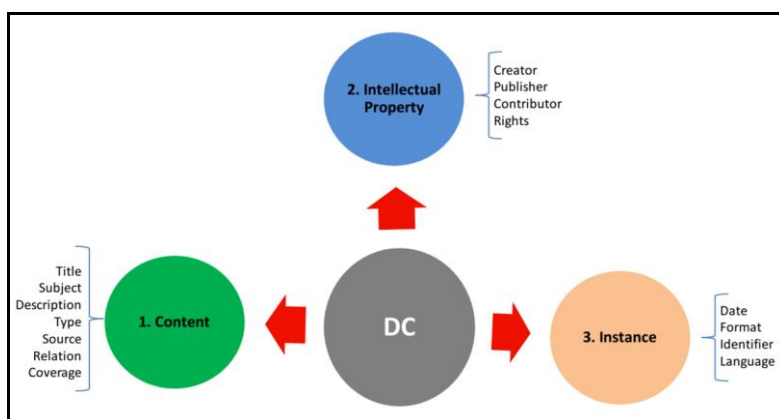 2. Intellectual
Property
Creator
Publisher
Contributor
Rights
Title
Subject
Description
Type
Source
Relation
Coverage
1. Content
DC
3. Instance
Date
Format
Identifier
Language